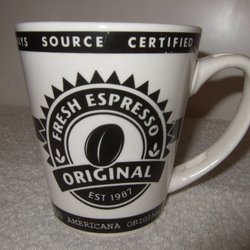 SOURCE CERTIFIED
FRESH ESPRESSO
ORIGINAL
EST 1987
AMERICANA